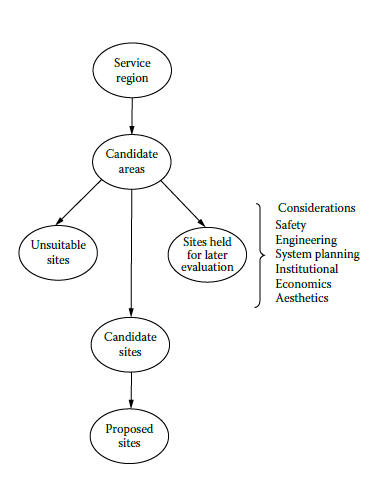 Service
region
Candidate
areas
Unsuitable
sites
Sites held
for later
evaluation
Considerations
Safety
Engineering
System planning
Institutional
Economics
Aesthetics
Candidate
sites
Proposed
sites